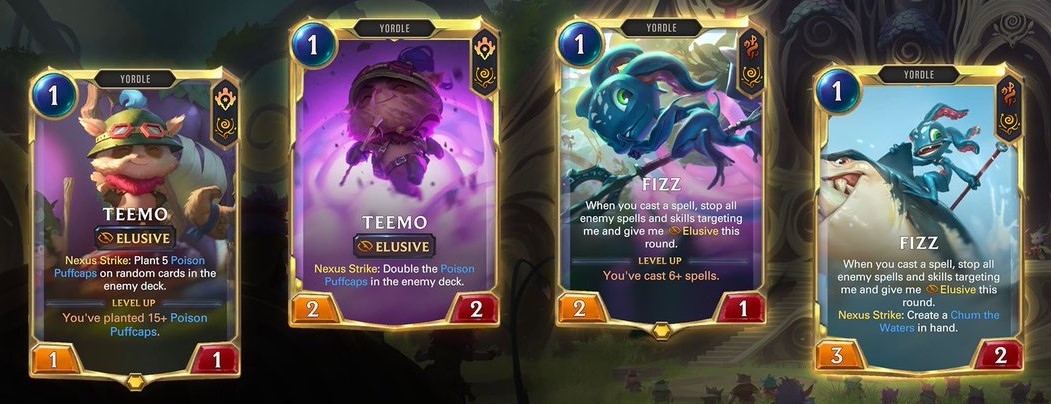 1
YORDLE
TEEMO
ELUSIVE
Nexus Strike: Plant 5 Poison
Puffcaps on random cards in the
enemy deck.
LEVEL UP
You've planted 15+ Poison
Puffcaps.
1
1
1
YORDLE
TEEMO
ELUSIVE
Nexus Strike: Double the Poison
Puffcaps in the enemy deck.
2
2
1
YORDLE
FIZZ
When you cast a spell, stop all
enemy spells and skills targeting
me and give me Elusive this
round.
LEVEL UP
You've cast 6+ spells.
2
1
1
YORDLE
FIZZ
When you cast a spell, stop all
enemy spells and skills targeting
me and give me Elusive this
round.
Nexus Strike: Create a Chum the
Waters in hand.
3
2